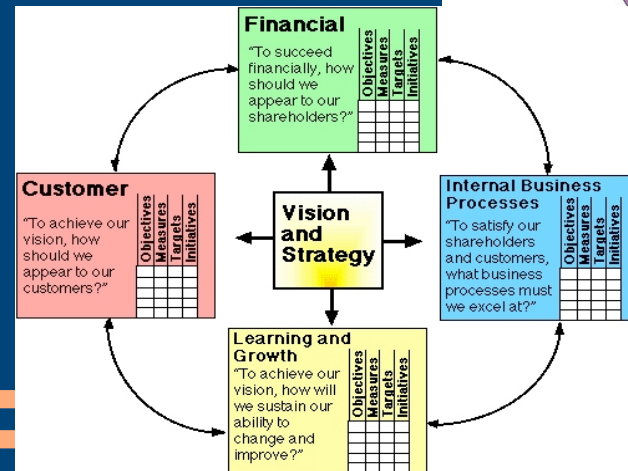 Financial
“To succeed
financially, how
should we
appear to our
shareholders?”
Objectives
Measures
Targets
Initiatives
Customer
“To achieve our
vision, how
should we
appear to our
customers?”
Objectives
Measures
Targets
Initiatives
Vision
and
Strategy
Internal Business
Processes
“To satisfy our
shareholders
and customers,
what business
processes must
we excel at?”
Objectives
Measures
Targets
Initiatives
Learning and
Growth
“To achieve our
vision, how will
we sustain our
ability to
change and
improve?”
Objectives
Measures
Targets
Initiatives